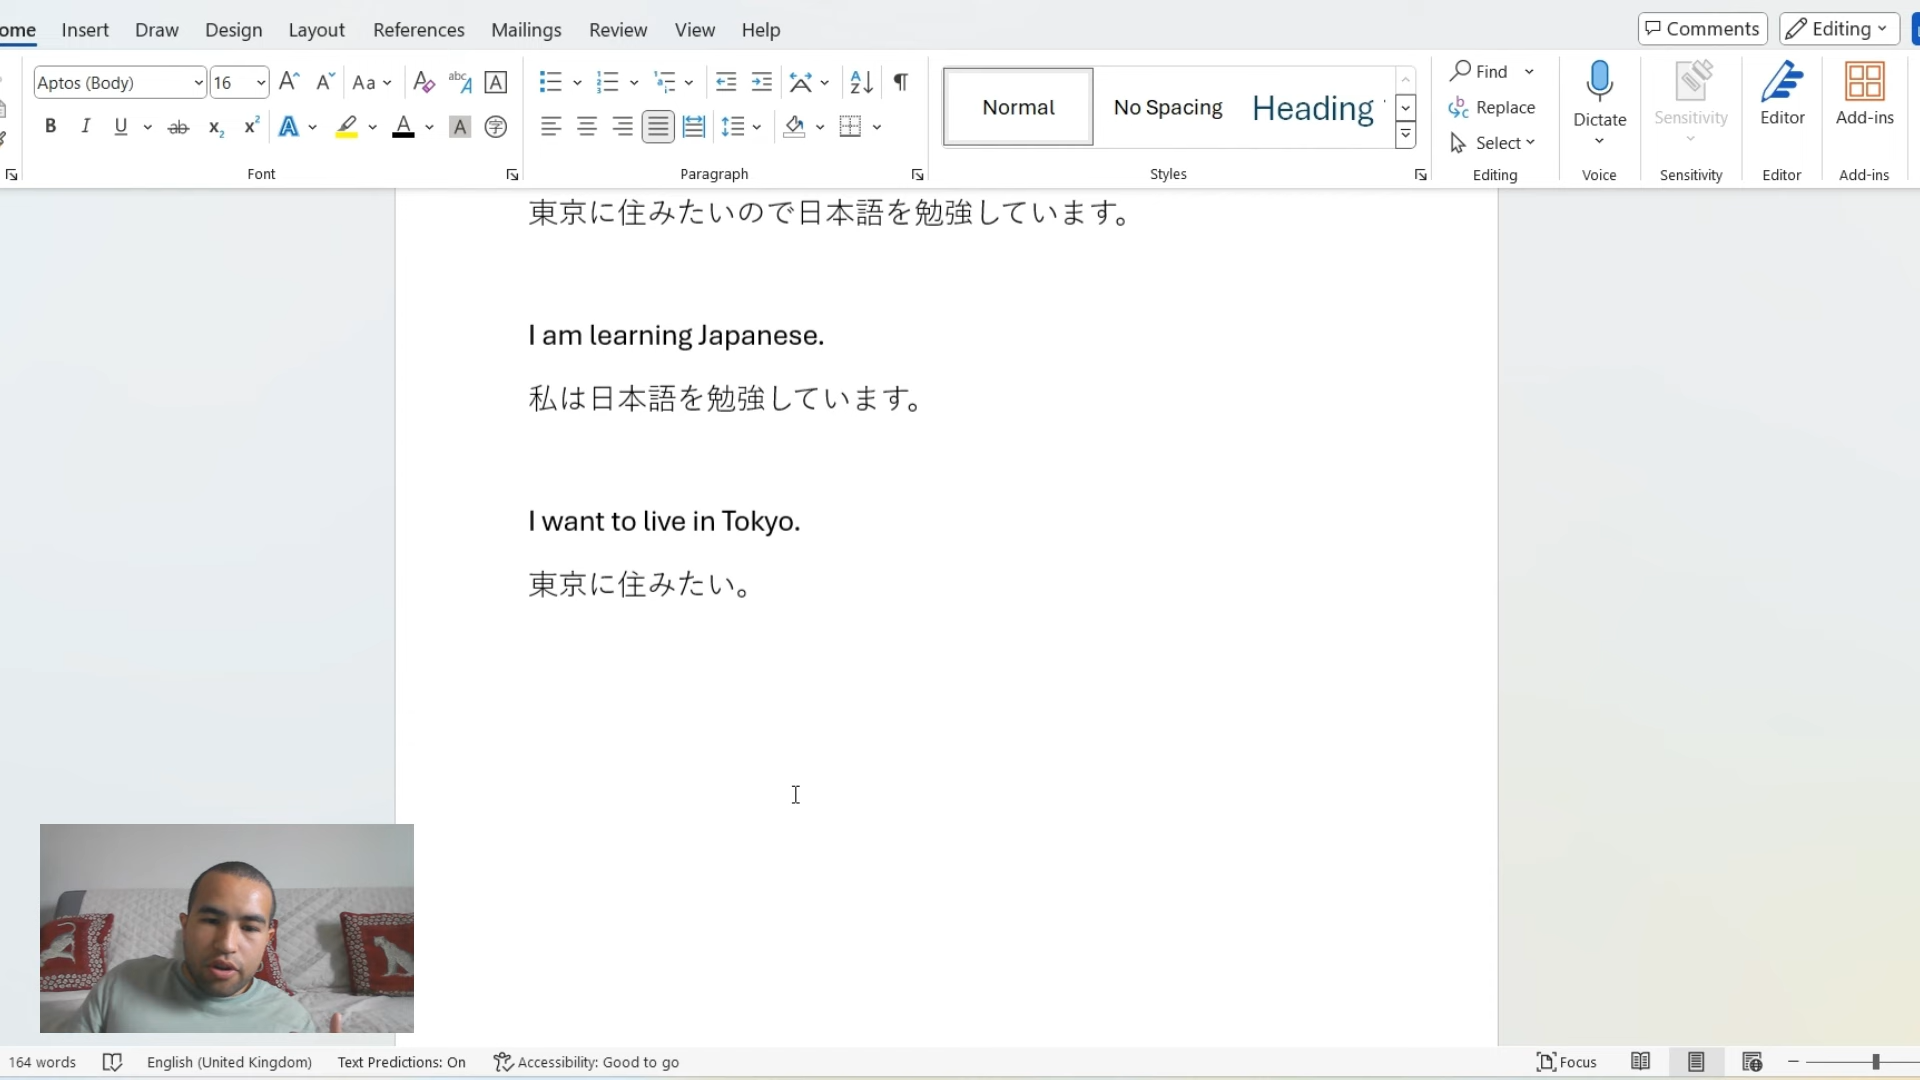 ome Insert Draw Design Layout References Mailings Review View Help Comments Editing
Aptos (Body) 16 Aa
Normal No Spacing Heading
Find
Replace
Select
Dictate Sensitivity Editor Add-ins
Font Paragraph Styles Editing Voice Sensitivity Editor Add-ins
東京に住みたいので日本語を勉強しています。
I am learning Japanese.
私は日本語を勉強しています。
I want to live in Tokyo.
東京に住みたい。
164 words English (United Kingdom) Text Predictions: On Accessibility: Good to go Focus